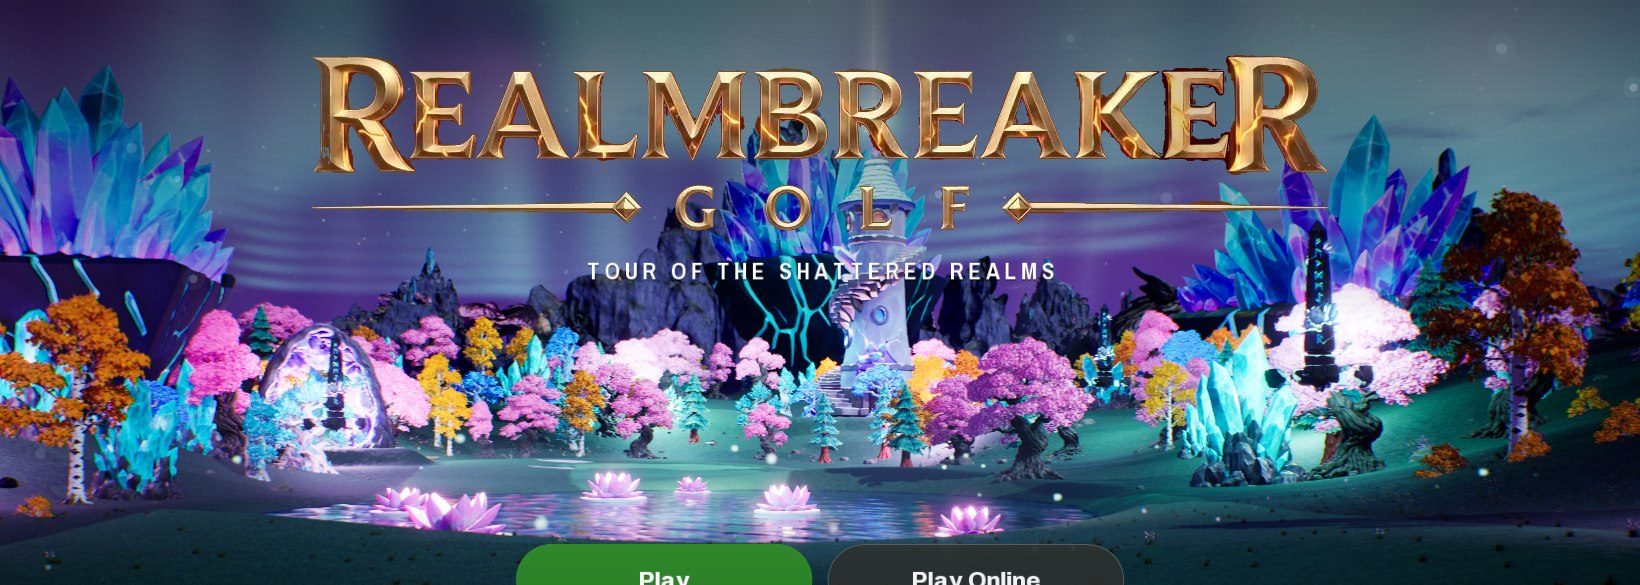 REALMBREAKER
GOLF
TOUR OF THE SHATTERED REALMS
Play
Play Online